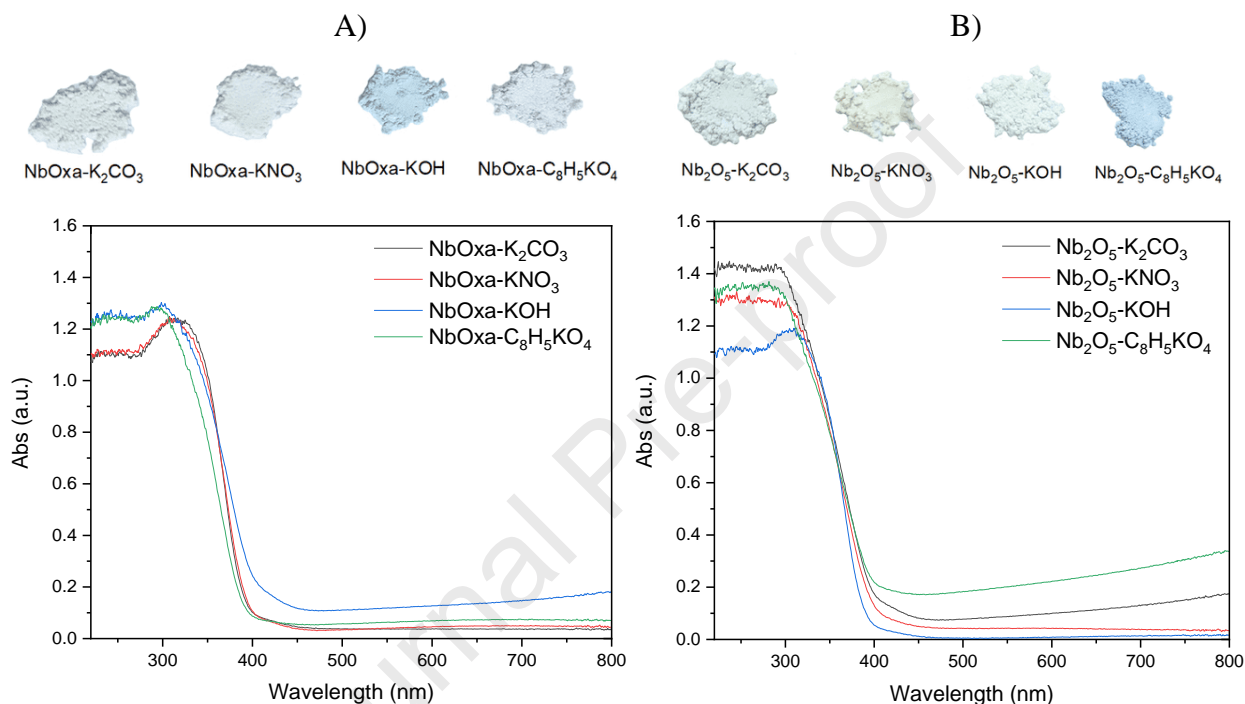 A)
NbOxa-K₂CO₃ NbOxa-KNO₃ NbOxa-KOH NbOxa-C₈H₅KO₄
1.6
1.4
1.2
1.0
0.8
0.6
0.4
0.2
0.0
Abs (a.u.)
NbOxa-K₂CO₃
NbOxa-KNO₃
NbOxa-KOH
NbOxa-C₈H₅KO₄
300 400 500 600 700 800
Wavelength (nm)
B)
Nb₂O₅-K₂CO₃ Nb₂O₅-KNO₃ Nb₂O₅-KOH Nb₂O₅-C₈H₅KO₄
1.6
1.4
1.2
1.0
0.8
0.6
0.4
0.2
0.0
Abs (a.u.)
Nb₂O₅-K₂CO₃
Nb₂O₅-KNO₃
Nb₂O₅-KOH
Nb₂O₅-C₈H₅KO₄
300 400 500 600 700 800
Wavelength (nm)
Pre-proof